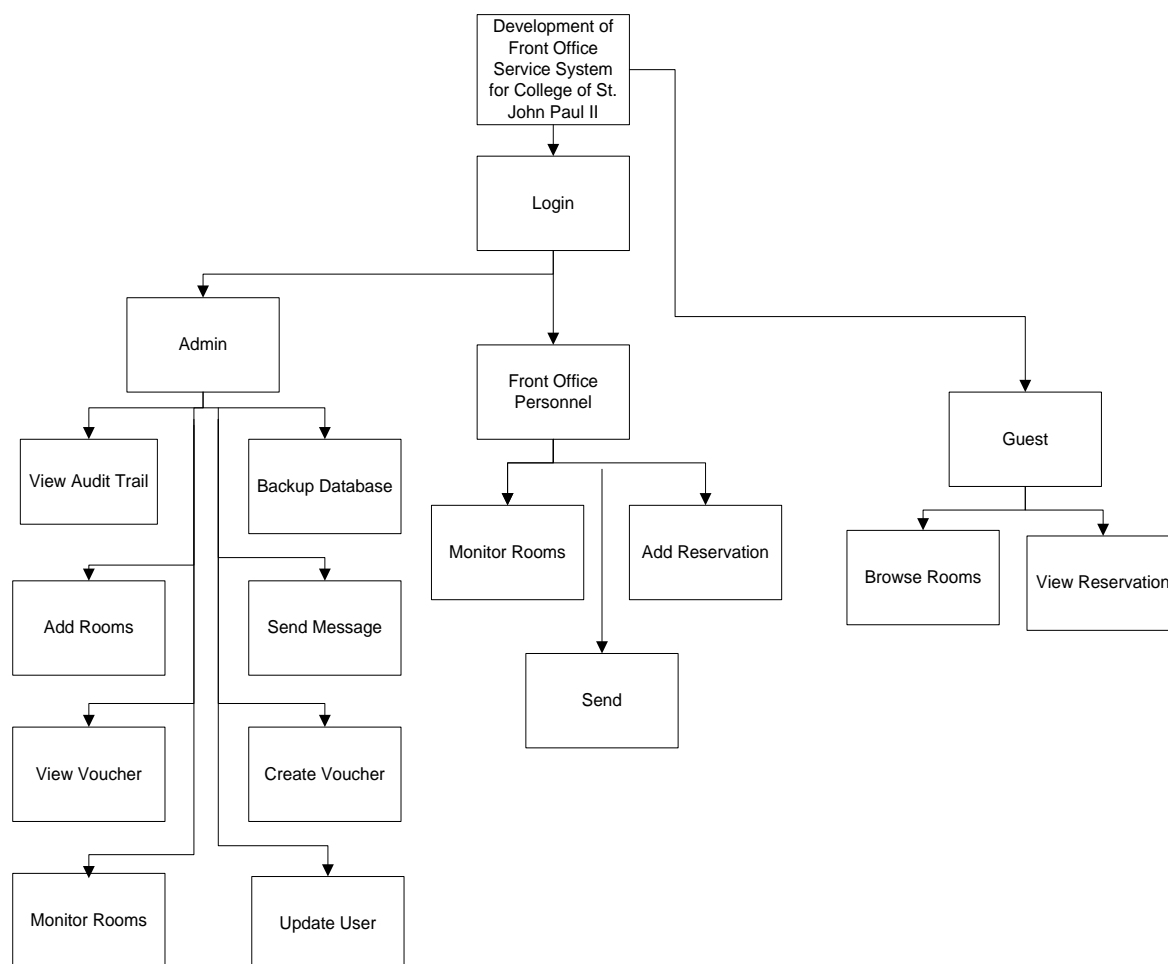 Development of
Front Office
Service System
for College of St.
John Paul II
Login
Admin
Front Office
Personnel
Guest
View Audit Trail
Backup Database
Monitor Rooms
Add Reservation
Browse Rooms
View Reservation
Add Rooms
Send Message
Send
View Voucher
Create Voucher
Monitor Rooms
Update User